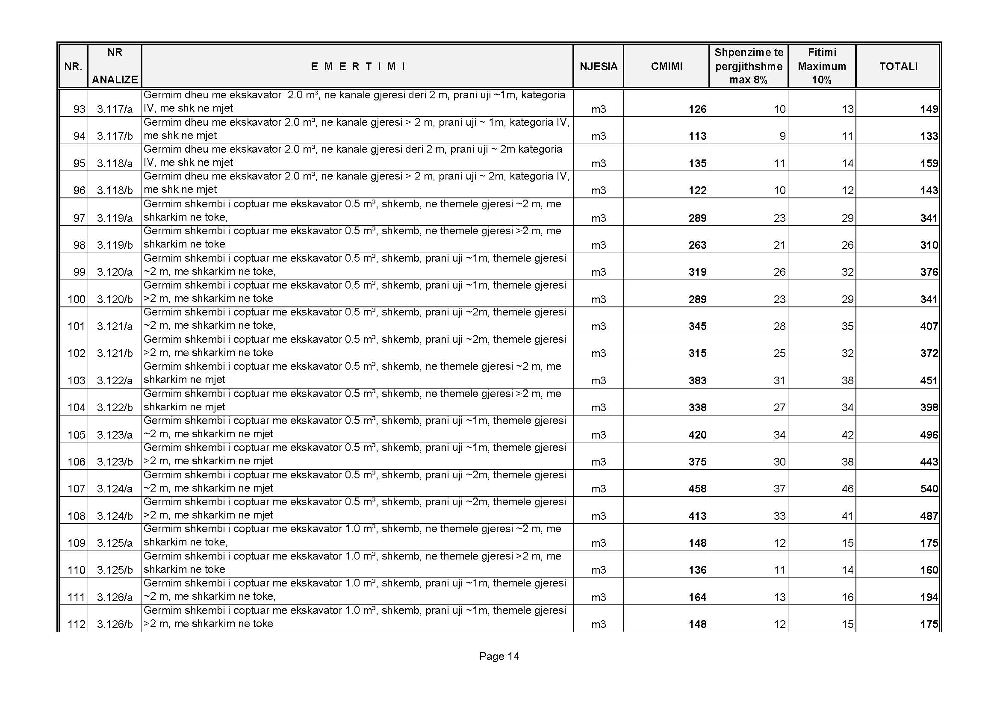 NR. NR ANALIZE E M E R T I M I NJESIA CMIMI Shpenzime te pergjithshme max 8% Fitimi Maximum 10% TOTALI
Germim dheu me ekskavator  2.0 m³, ne kanale gjeresi deri 2 m, prani uji ~1m, kategoria
93 3.117/a IV, me shk ne mjet m3 126 10 13 149
Germim dheu me ekskavator 2.0 m³, ne kanale gjeresi > 2 m, prani uji ~ 1m, kategoria IV,
94 3.117/b me shk ne mjet m3 113 9 11 133
Germim dheu me ekskavator 2.0 m³, ne kanale gjeresi deri 2 m, prani uji ~ 2m kategoria
95 3.118/a IV, me shk ne mjet m3 135 11 14 159
Germim dheu me ekskavator 2.0 m³, ne kanale gjeresi > 2 m, prani uji ~ 2m, kategoria IV,
96 3.118/b me shk ne mjet m3 122 10 12 143
Germim shkembi i coptuar me ekskavator 0.5 m³, shkemb, ne themele gjeresi ~2 m, me
97 3.119/a shkarkim ne toke, m3 289 23 29 341
Germim shkembi i coptuar me ekskavator 0.5 m³, shkemb, ne themele gjeresi >2 m, me
98 3.119/b shkarkim ne toke m3 263 21 26 310
Germim shkembi i coptuar me ekskavator 0.5 m³, shkemb, prani uji ~1m, themele gjeresi
99 3.120/a ~2 m, me shkarkim ne toke, m3 319 26 32 376
Germim shkembi i coptuar me ekskavator 0.5 m³, shkemb, prani uji ~1m, themele gjeresi
100 3.120/b >2 m, me shkarkim ne toke m3 289 23 29 341
Germim shkembi i coptuar me ekskavator 0.5 m³, shkemb, prani uji ~2m, themele gjeresi
101 3.121/a ~2 m, me shkarkim ne toke, m3 345 28 35 407
Germim shkembi i coptuar me ekskavator 0.5 m³, shkemb, prani uji ~2m, themele gjeresi
102 3.121/b >2 m, me shkarkim ne toke m3 315 25 32 372
Germim shkembi i coptuar me ekskavator 0.5 m³, shkemb, ne themele gjeresi ~2 m, me
103 3.122/a shkarkim ne mjet m3 383 31 38 451
Germim shkembi i coptuar me ekskavator 0.5 m³, shkemb, ne themele gjeresi >2 m, me
104 3.122/b shkarkim ne mjet m3 338 27 34 398
Germim shkembi i coptuar me ekskavator 0.5 m³, shkemb, prani uji ~1m, themele gjeresi
105 3.123/a ~2 m, me shkarkim ne mjet m3 420 34 42 496
Germim shkembi i coptuar me ekskavator 0.5 m³, shkemb, prani uji ~1m, themele gjeresi
106 3.123/b >2 m, me shkarkim ne mjet m3 375 30 38 443
Germim shkembi i coptuar me ekskavator 0.5 m³, shkemb, prani uji ~2m, themele gjeresi
107 3.124/a ~2 m, me shkarkim ne mjet m3 458 37 46 540
Germim shkembi i coptuar me ekskavator 0.5 m³, shkemb, prani uji ~2m, themele gjeresi
108 3.124/b >2 m, me shkarkim ne mjet m3 413 33 41 487
Germim shkembi i coptuar me ekskavator 1.0 m³, shkemb, ne themele gjeresi ~2 m, me
109 3.125/a shkarkim ne toke, m3 148 12 15 175
Germim shkembi i coptuar me ekskavator 1.0 m³, shkemb, ne themele gjeresi >2 m, me
110 3.125/b shkarkim ne toke m3 136 11 14 160
Germim shkembi i coptuar me ekskavator 1.0 m³, shkemb, prani uji ~1m, themele gjeresi
111 3.126/a ~2 m, me shkarkim ne toke, m3 164 13 16 194
Germim shkembi i coptuar me ekskavator 1.0 m³, shkemb, prani uji ~1m, themele gjeresi
112 3.126/b >2 m, me shkarkim ne toke m3 148 12 15 175
Page 14